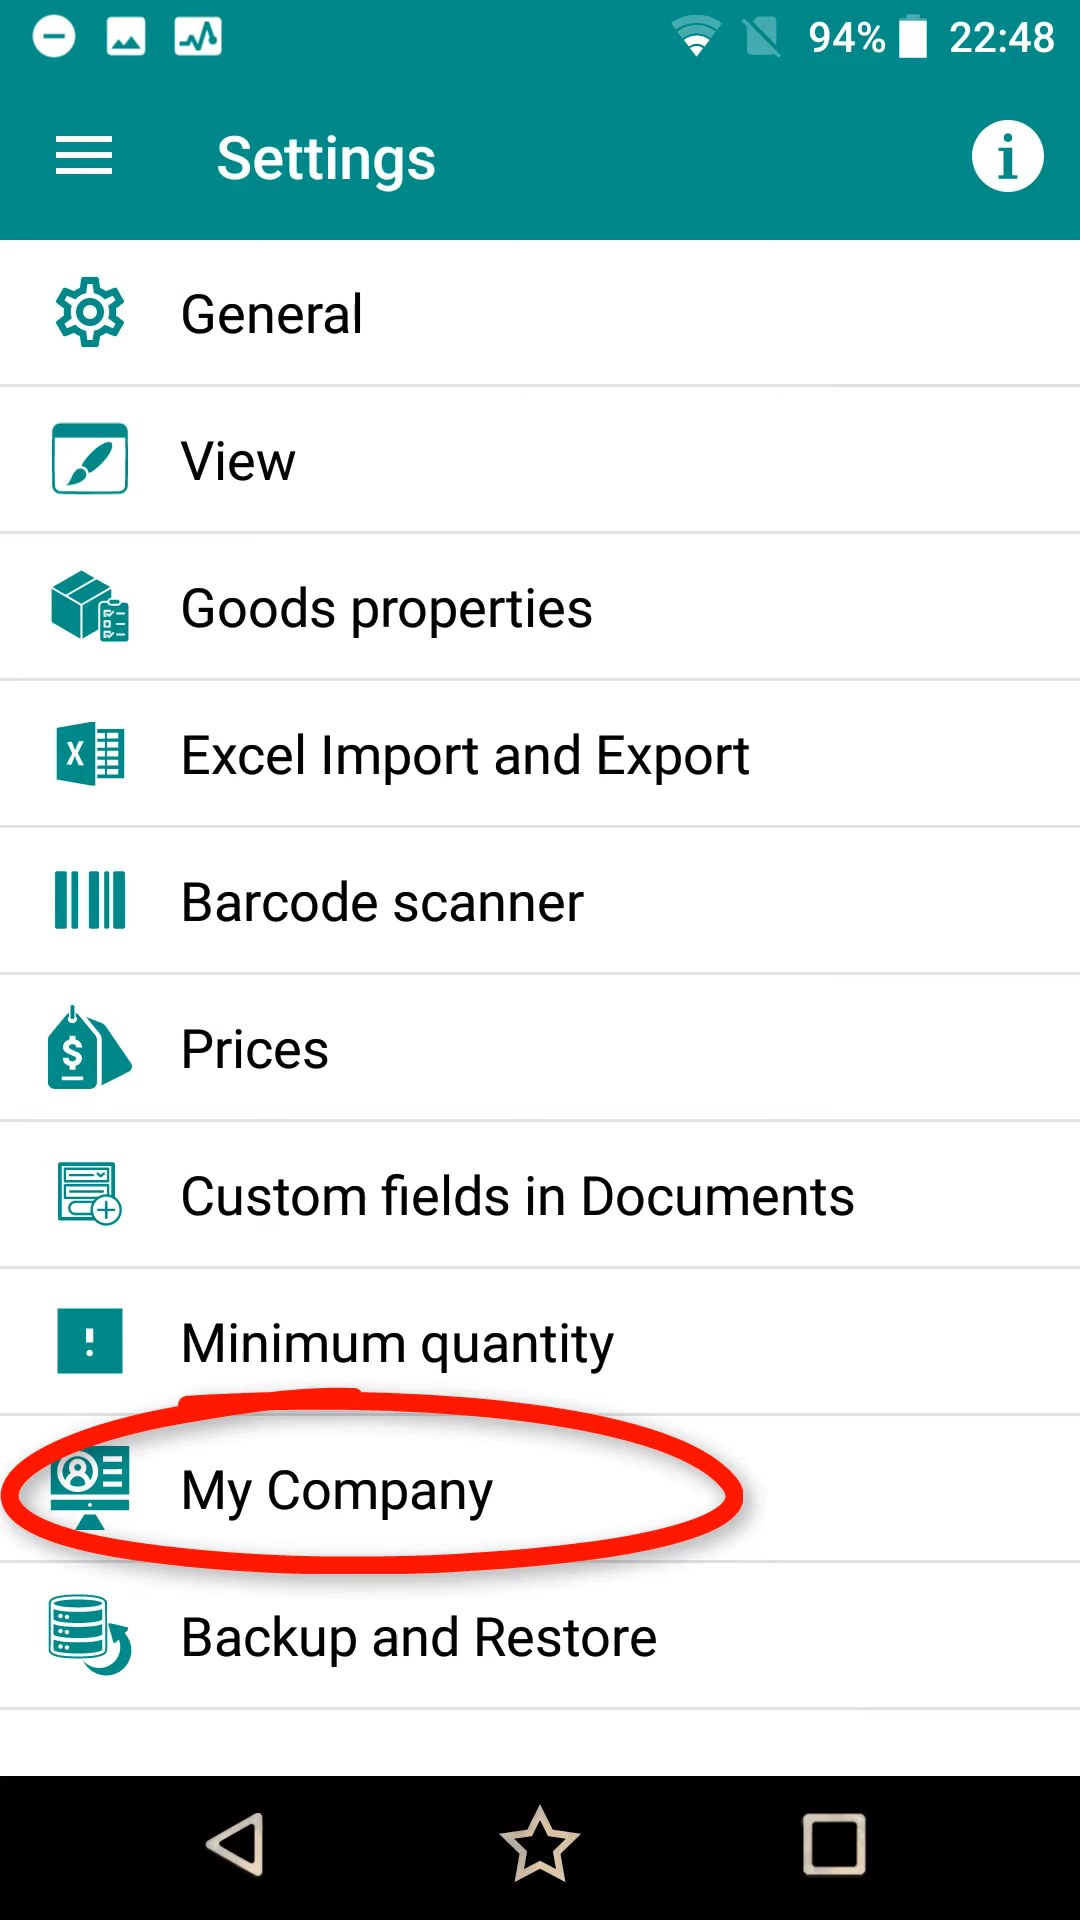 94% 22:48
Settings
General
View
Goods properties
Excel Import and Export
Barcode scanner
Prices
Custom fields in Documents
Minimum quantity
My Company
Backup and Restore